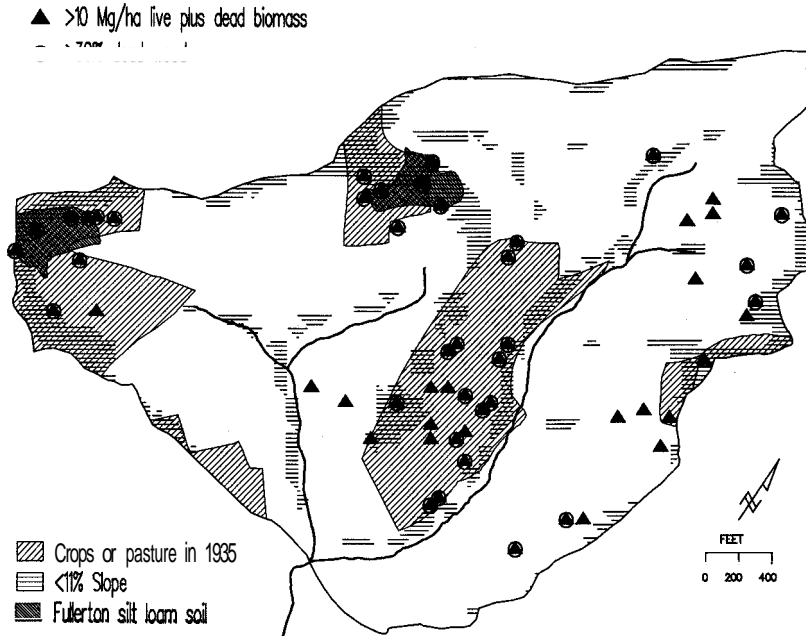 >10 Mg/ha live plus dead biomass
Crops or pasture in 1935
<11% Slope
Fullerton silt loam soil
N
FEET
0 200 400